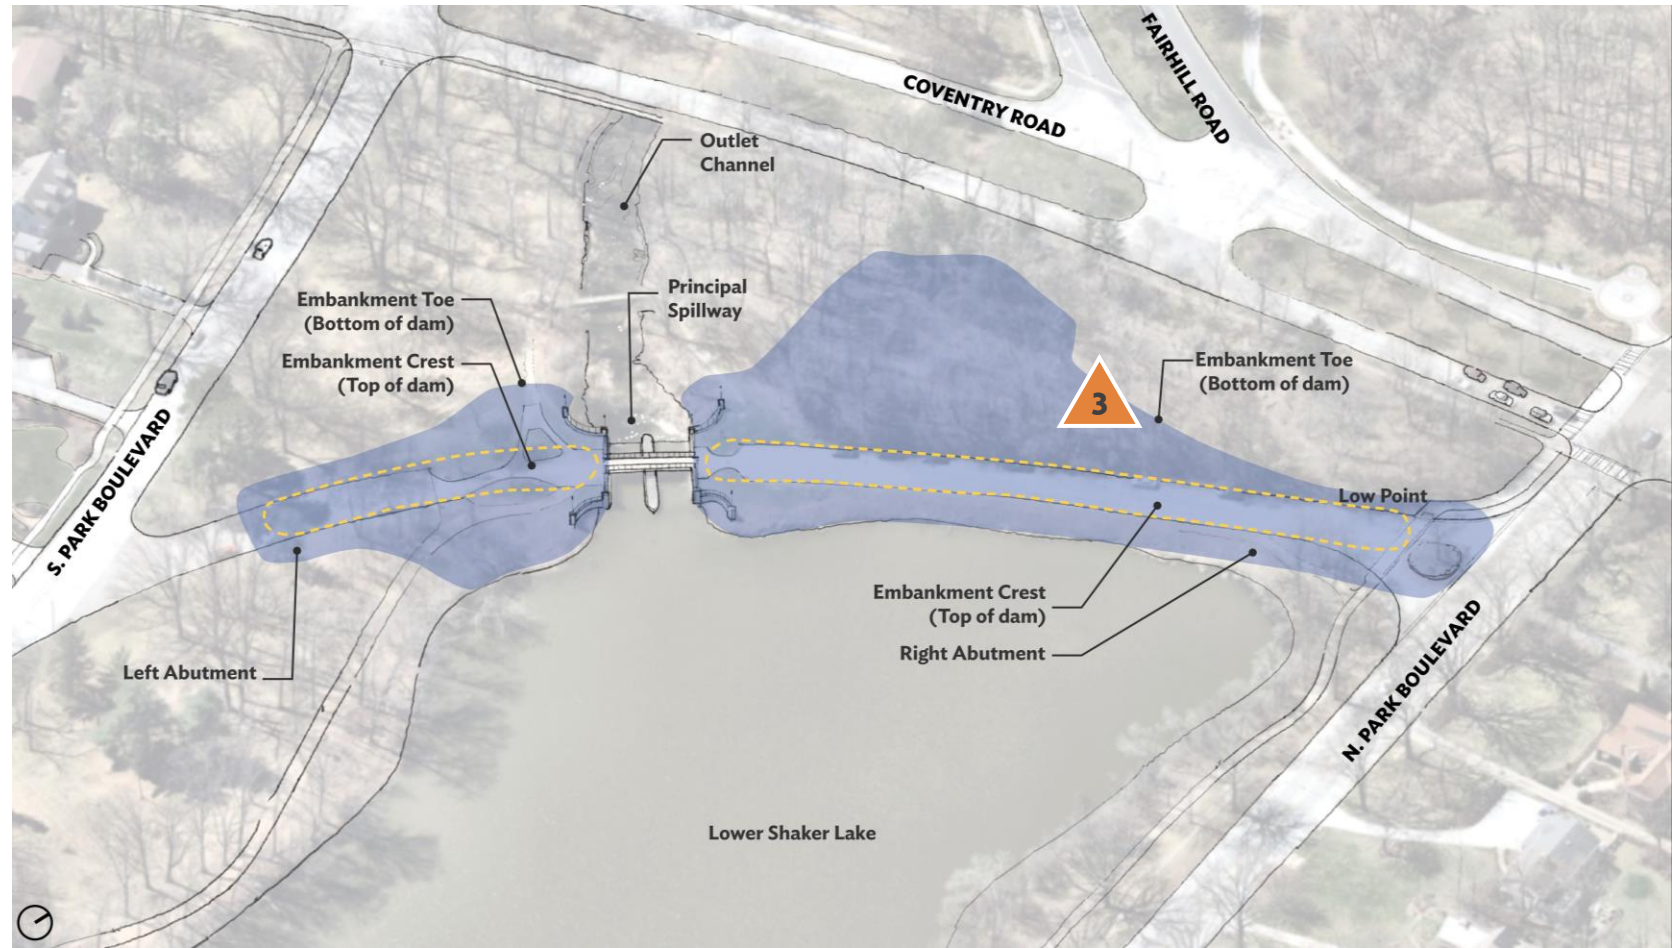 FAIRHILL ROAD
COVENTRY ROAD
Outlet
Channel
Principal
Spillway
Embankment Toe
(Bottom of dam)
Embankment Crest
(Top of dam)
Embankment Toe
(Bottom of dam)
3
S. PARK BOULEVARD
Low Point
Embankment Crest
(Top of dam)
Right Abutment
Left Abutment
N. PARK BOULEVARD
Lower Shaker Lake